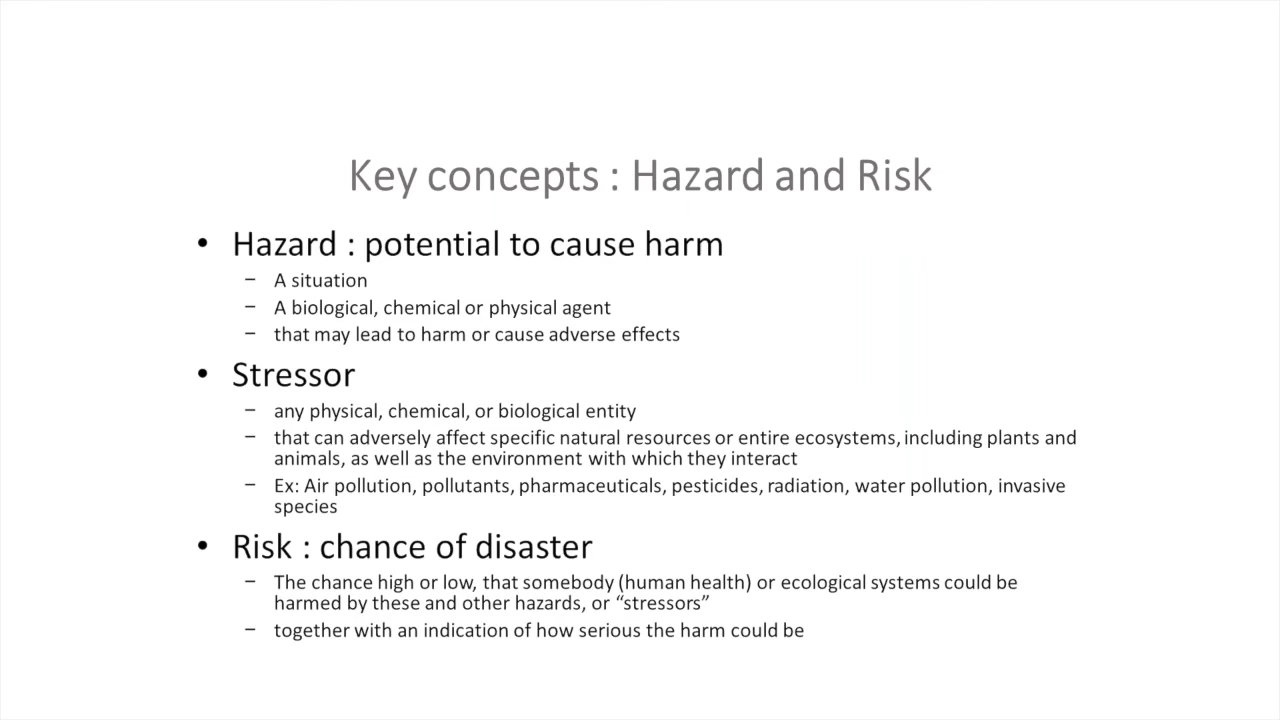 Key concepts : Hazard and Risk
• Hazard : potential to cause harm
– A situation
– A biological, chemical or physical agent
– that may lead to harm or cause adverse effects
• Stressor
– any physical, chemical, or biological entity
– that can adversely affect specific natural resources or entire ecosystems, including plants and
animals, as well as the environment with which they interact
– Ex: Air pollution, pollutants, pharmaceuticals, pesticides, radiation, water pollution, invasive
species
• Risk : chance of disaster
– The chance high or low, that somebody (human health) or ecological systems could be
harmed by these and other hazards, or “stressors”
– together with an indication of how serious the harm could be